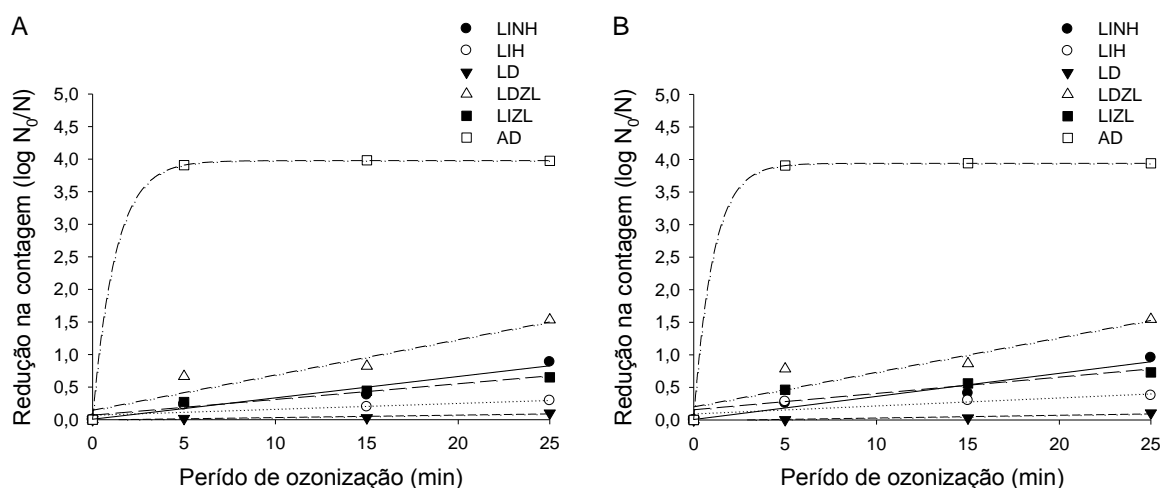 A
LINH
LIH
LD
LDZL
LIZL
AD
Redução na contagem (log N₀/N)
5,0
4,5
4,0
3,5
3,0
2,5
2,0
1,5
1,0
0,5
0,0
0 5 10 15 20 25
Perído de ozonização (min)
B
LINH
LIH
LD
LDZL
LIZL
AD
Redução na contagem (log N₀/N)
5,0
4,5
4,0
3,5
3,0
2,5
2,0
1,5
1,0
0,5
0,0
0 5 10 15 20 25
Perído de ozonização (min)